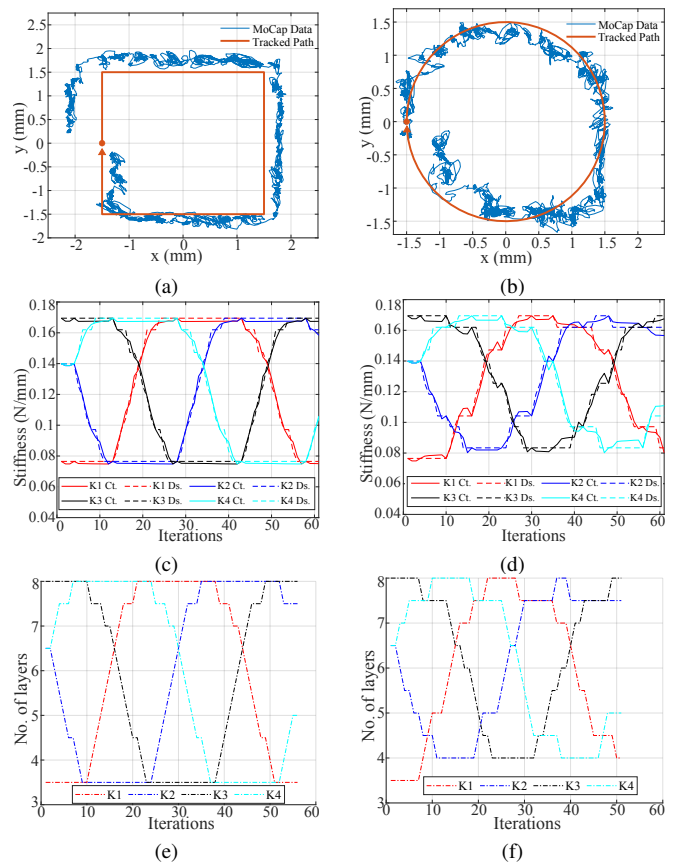 MoCap Data
Tracked Path
2.5
2
1.5
1
0.5
0
-0.5
-1
-1.5
2
y (mm)
-2
-1
0
1
2
x (mm)
(a)
MoCap Data
Tracked Path
1.5
1
0.5
0
-0.5
-1
-1.5
y (mm)
-1.5
-1
-0.5
0
0.5
1
1.5
x (mm)
(b)
0.18
0.16
0.14
0.12
0.1
0.08
0.06
0.04
Stiffness (N/mm)
K1 Ct. K1 Ds. K2 Ct. K2 Ds.
K3 Ct. K3 Ds. K4 Ct. K4 Ds.
0 10 20 30 40 50 60
Iterations
(c)
0.18
0.16
0.14
0.12
0.1
0.08
0.06
0.04
Stiffness (N/mm)
K1 Ct. K1 Ds. K2 Ct. K2 Ds.
K3 Ct. K3 Ds. K4 Ct. K4 Ds.
0 10 20 30 40 50 60
Iterations
(d)
8
7
6
5
4
3
No. of layers
K1 K2 K3 K4
0 10 20 30 40 50 60
Iterations
(e)
8
7
6
5
4
3
No. of layers
K1 K2 K3 K4
0 10 20 30 40 50 60
Iterations
(f)